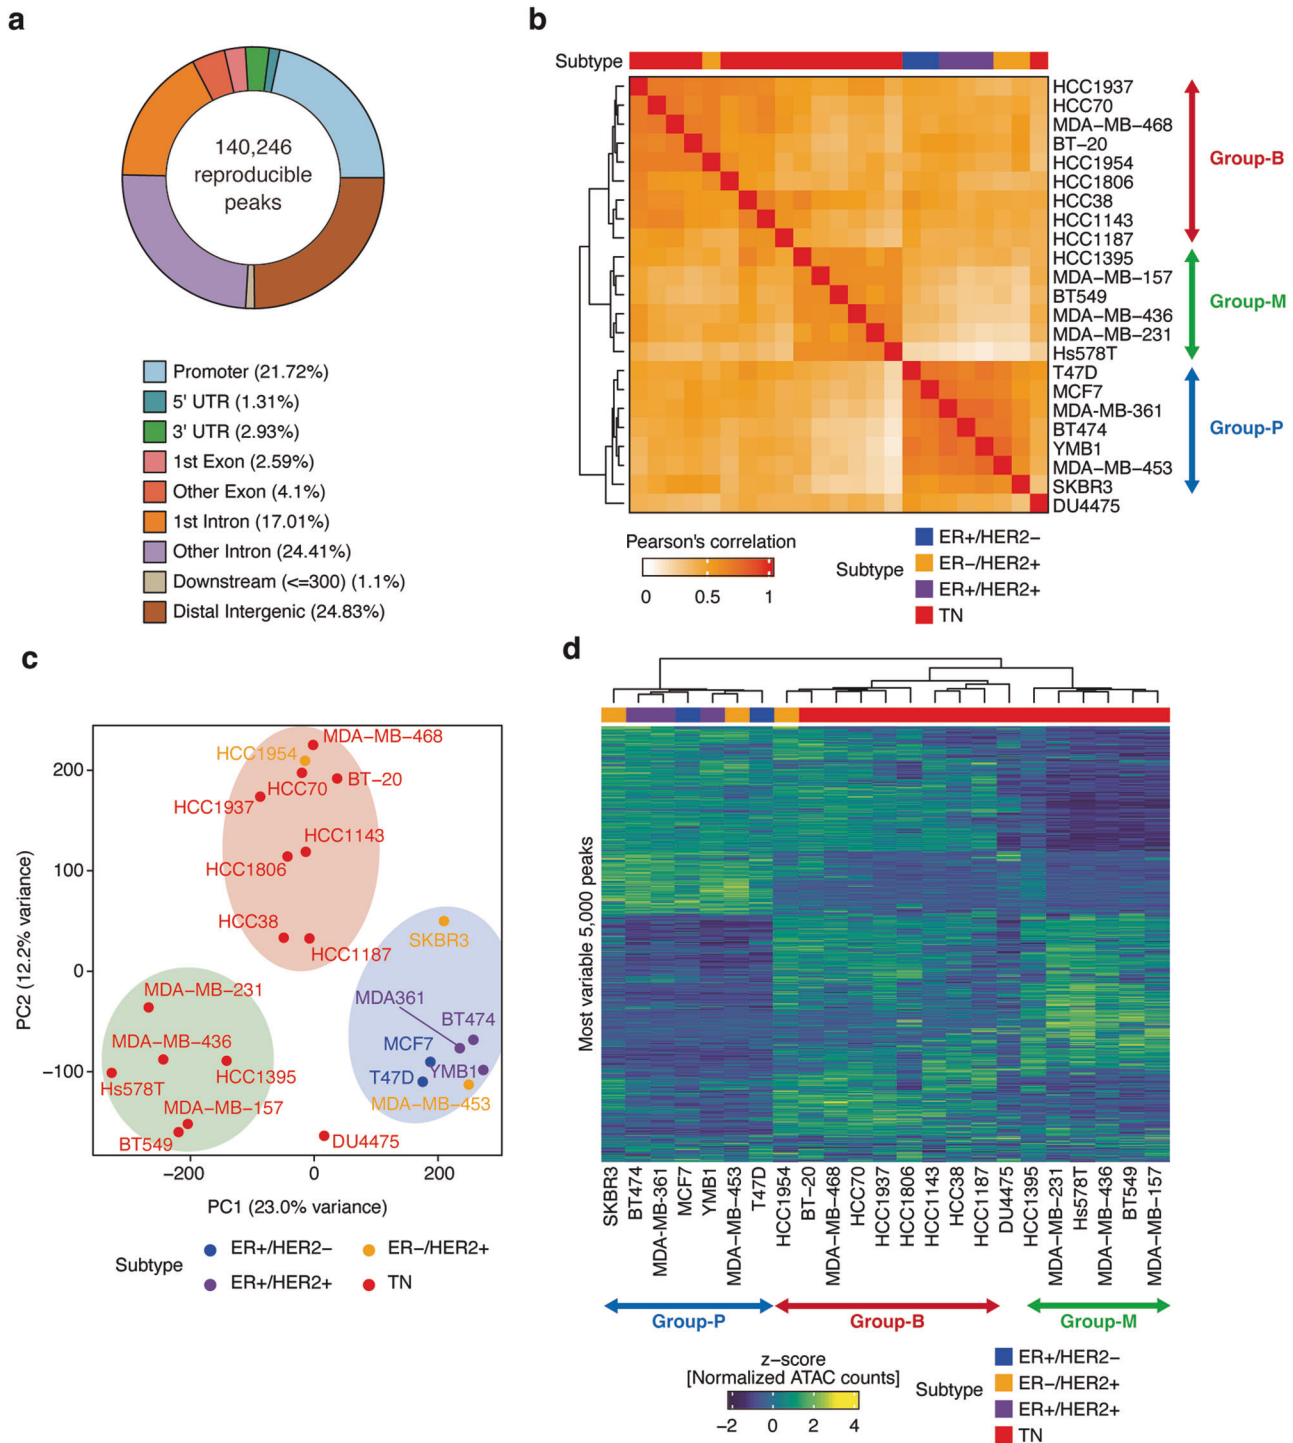 a
140,246
reproducible
peaks
Promoter (21.72%)
5' UTR (1.31%)
3' UTR (2.93%)
1st Exon (2.59%)
Other Exon (4.1%)
1st Intron (17.01%)
Other Intron (24.41%)
Downstream (<=300) (1.1%)
Distal Intergenic (24.83%)
b
Subtype
HCC1937
HCC70
MDA−MB−468
BT−20
HCC1954
HCC1806
HCC38
HCC1143
HCC1187
HCC1395
MDA−MB−157
BT549
MDA−MB−436
MDA−MB−231
Hs578T
T47D
MCF7
MDA-MB-361
BT474
YMB1
MDA−MB−453
SKBR3
DU4475
Group-B
Group-M
Group-P
Pearson's correlation
0 0.5 1
Subtype
ER+/HER2−
ER−/HER2+
ER+/HER2+
TN
c
PC2 (12.2% variance)
200
100
0
−100
MDA−MB−468
HCC1954
HCC70
BT−20
HCC1937
HCC1143
HCC1806
HCC38
HCC1187
SKBR3
MDA−MB−231
MDA361
BT474
MDA−MB−436
MCF7
HCC1395
T47D
YMB1
Hs578T
MDA−MB−453
MDA−MB−157
BT549
DU4475
−200 0 200
PC1 (23.0% variance)
Subtype
ER+/HER2−
ER−/HER2+
ER+/HER2+
TN
d
Most variable 5,000 peaks
SKBR3
BT474
MDA-MB-361
MCF7
YMB1
MDA−MB−453
T47D
HCC1954
BT−20
MDA−MB−468
HCC70
HCC1937
HCC1806
HCC1143
HCC38
HCC1187
DU4475
HCC1395
MDA−MB−231
Hs578T
MDA−MB−436
BT549
MDA−MB−157
Group-P
Group-B
Group-M
z−score
[Normalized ATAC counts]
−2 0 2 4
Subtype
ER+/HER2−
ER−/HER2+
ER+/HER2+
TN